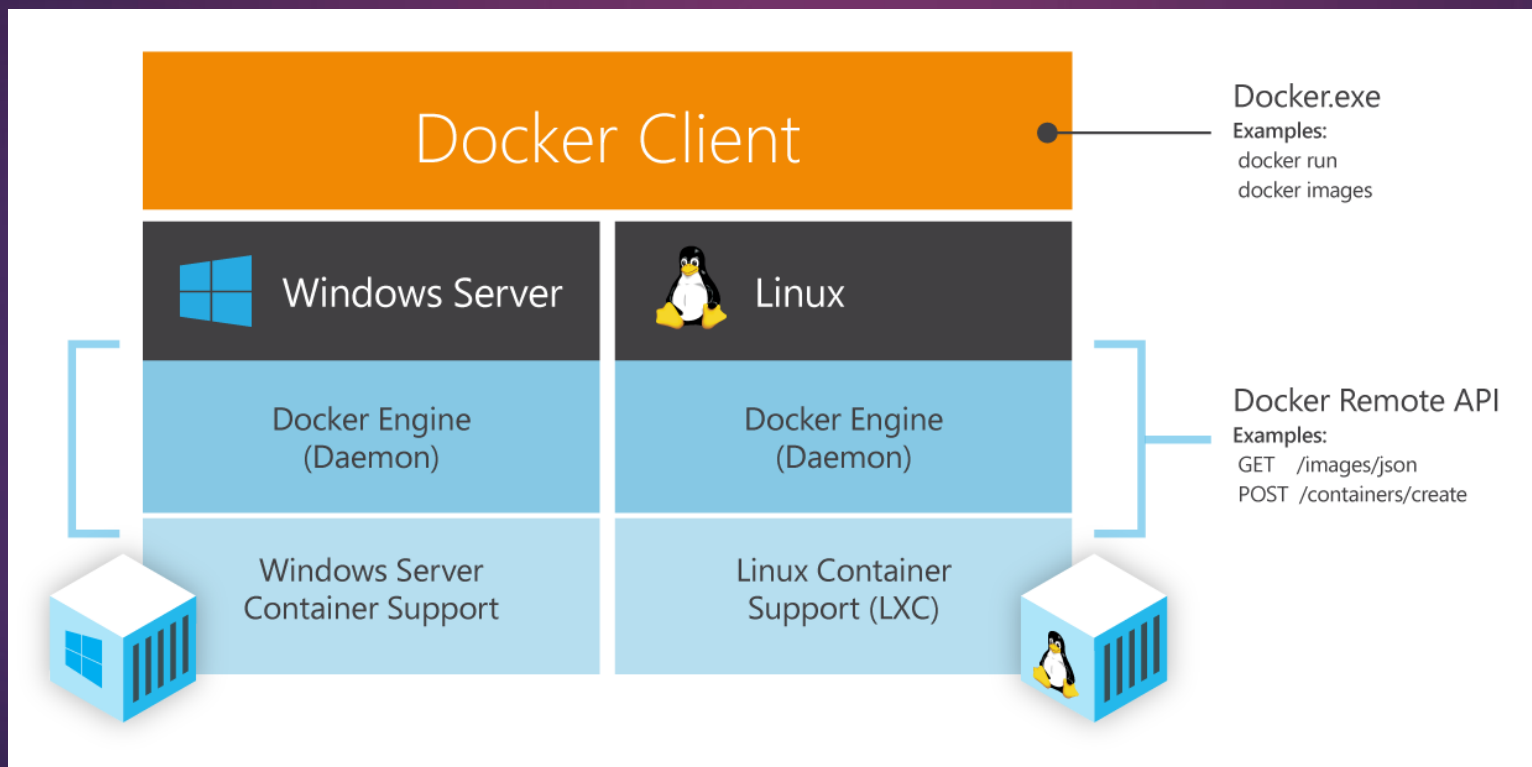 Docker Client
Docker.exe
Examples:
docker run
docker images
Windows Server
Linux
Docker Engine
(Daemon)
Docker Engine
(Daemon)
Docker Remote API
Examples:
GET /images/json
POST /containers/create
Windows Server
Container Support
Linux Container
Support (LXC)